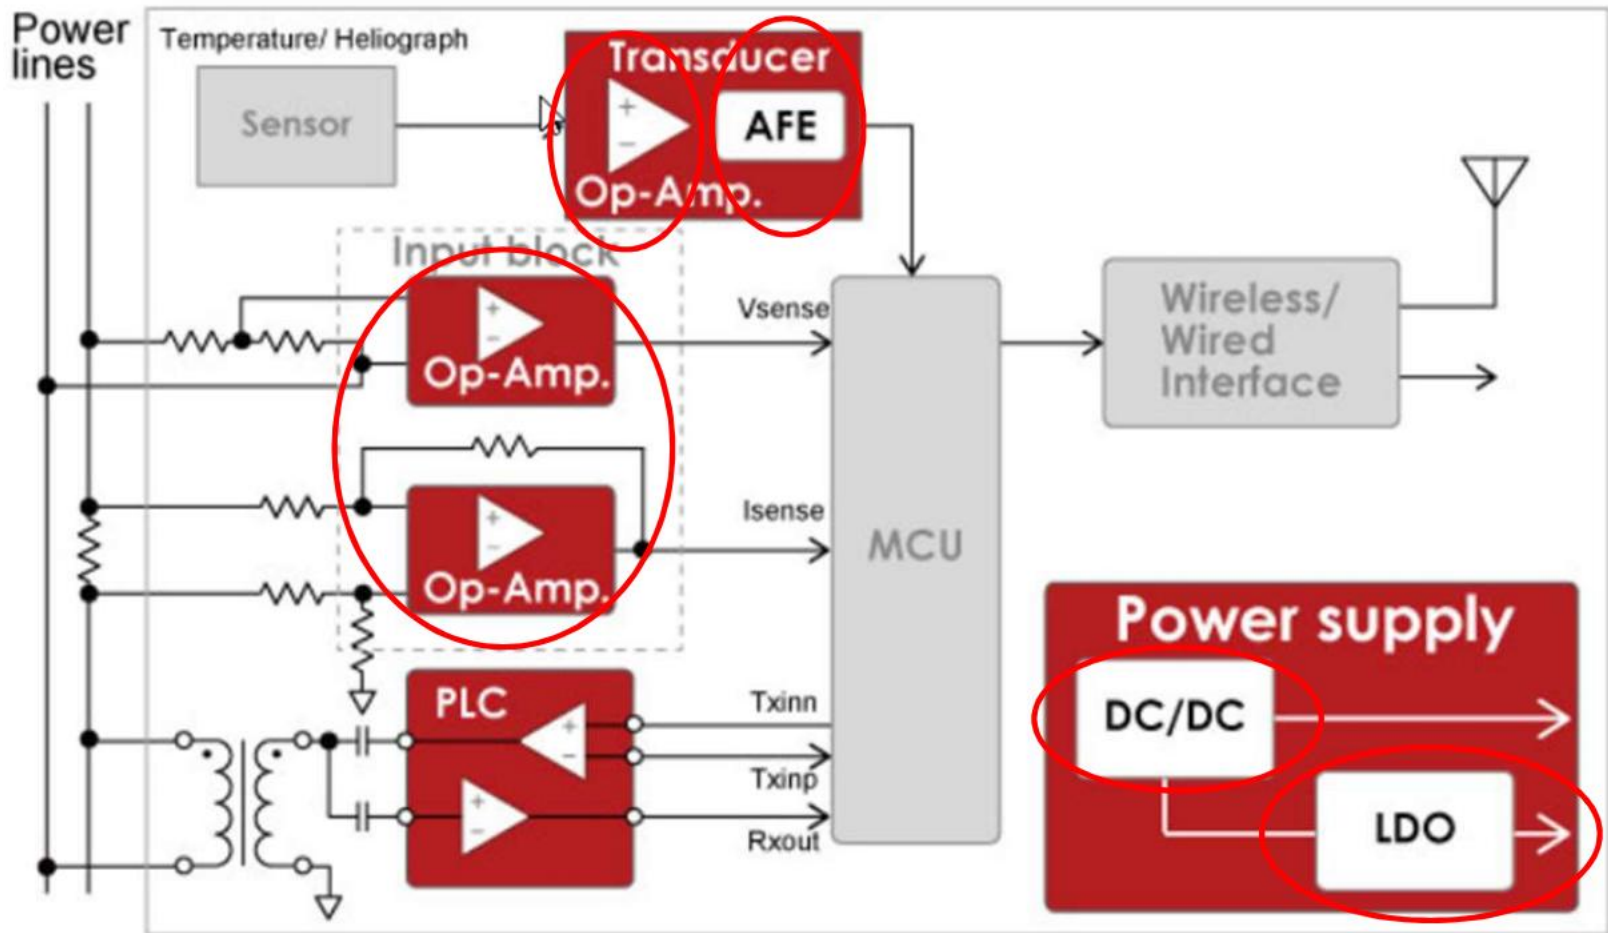 Power
lines
Temperature/ Heliograph
Sensor
Transducer
+
−
AFE
Op-Amp.
Input block
+
−
Op-Amp.
Vsense
+
−
Op-Amp.
Isense
MCU
Wireless/
Wired
Interface
PLC
+
−
+
−
Txinn
Txinp
Rxout
Power supply
DC/DC
LDO